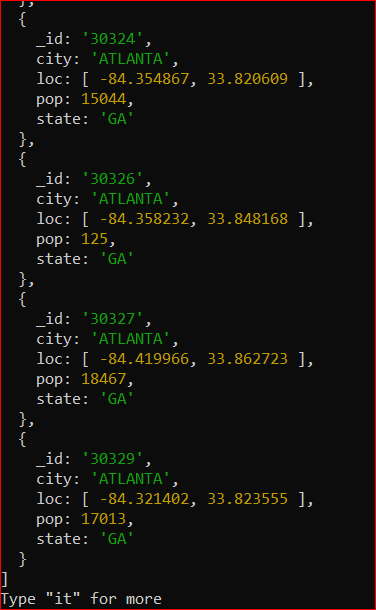 },
{
_id: '30324',
city: 'ATLANTA',
loc: [ -84.354867, 33.820609 ],
pop: 15044,
state: 'GA'
},
{
_id: '30326',
city: 'ATLANTA',
loc: [ -84.358232, 33.848168 ],
pop: 125,
state: 'GA'
},
{
_id: '30327',
city: 'ATLANTA',
loc: [ -84.419966, 33.862723 ],
pop: 18467,
state: 'GA'
},
{
_id: '30329',
city: 'ATLANTA',
loc: [ -84.321402, 33.823555 ],
pop: 17013,
state: 'GA'
}
]
Type "it" for more